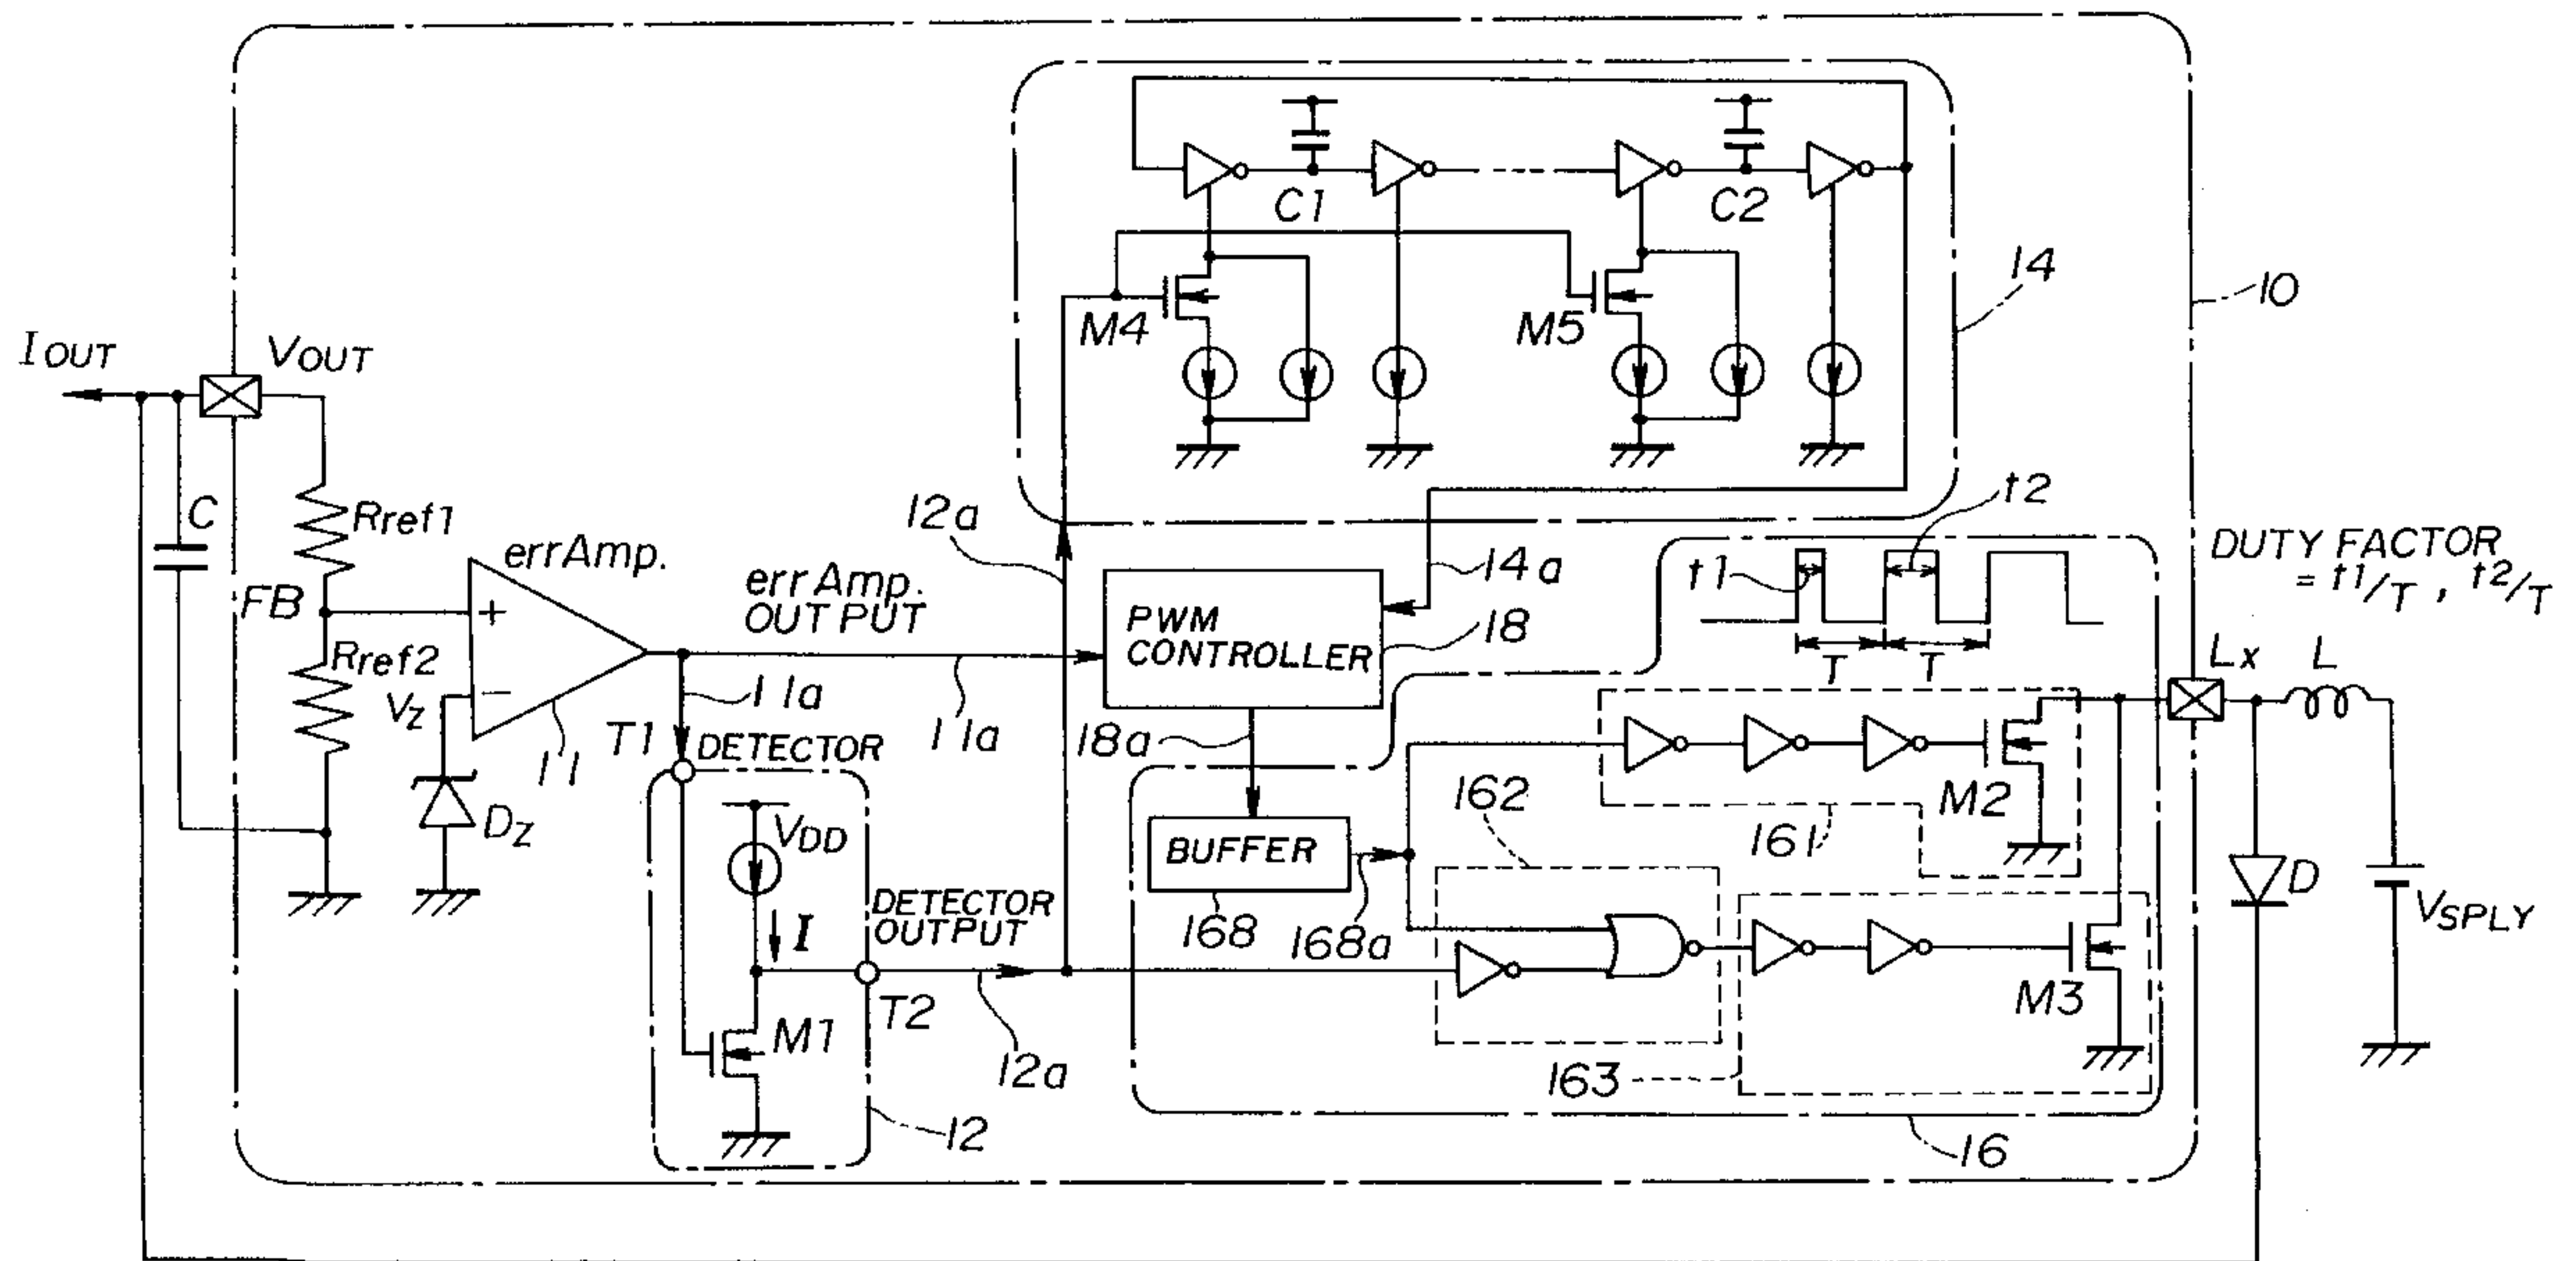 C1
C2
M4
M5
14
10
IOUT
VOUT
C
Rref1
FB
Rref2
VZ
DZ
errAmp.
+
−
11
errAmp.
OUTPUT
11a
11a
T1
DETECTOR
VDD
I
M1
12
DETECTOR
OUTPUT
T2
12a
12a
PWM
CONTROLLER
18
14a
18a
BUFFER
168
168a
t1
t2
T
T
DUTY FACTOR
= t1/T , t2/T
LX
L
D
VSPLY
M2
161
162
M3
163
16